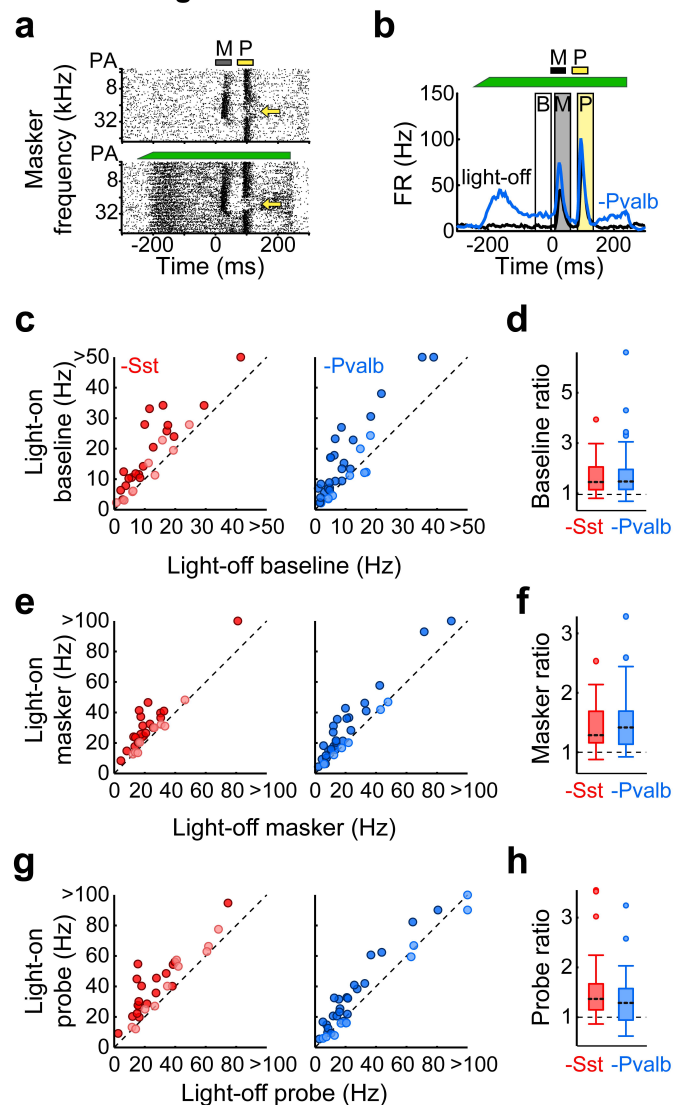 a
M P
PA
8
32
PA
8
32
Masker
frequency (kHz)
-200 0 200
Time (ms)
b
M P
150
100
50
0
FR (Hz)
B M P
light-off
-Pvalb
-200 0 200
Time (ms)
c
-Sst
-Pvalb
>50
40
30
20
10
0
Light-on
baseline (Hz)
0 10 20 30 40 >50
0 10 20 30 40 >50
Light-off baseline (Hz)
d
5
3
1
Baseline ratio
-Sst -Pvalb
e
>100
80
60
40
20
0
Light-on
masker (Hz)
0 20 40 60 80 >100
0 20 40 60 80 >100
Light-off masker (Hz)
f
3
2
1
Masker ratio
-Sst -Pvalb
g
>100
80
60
40
20
0
Light-on
probe (Hz)
0 20 40 60 80 >100
0 20 40 60 80 >100
Light-off probe (Hz)
h
3
2
1
Probe ratio
-Sst -Pvalb